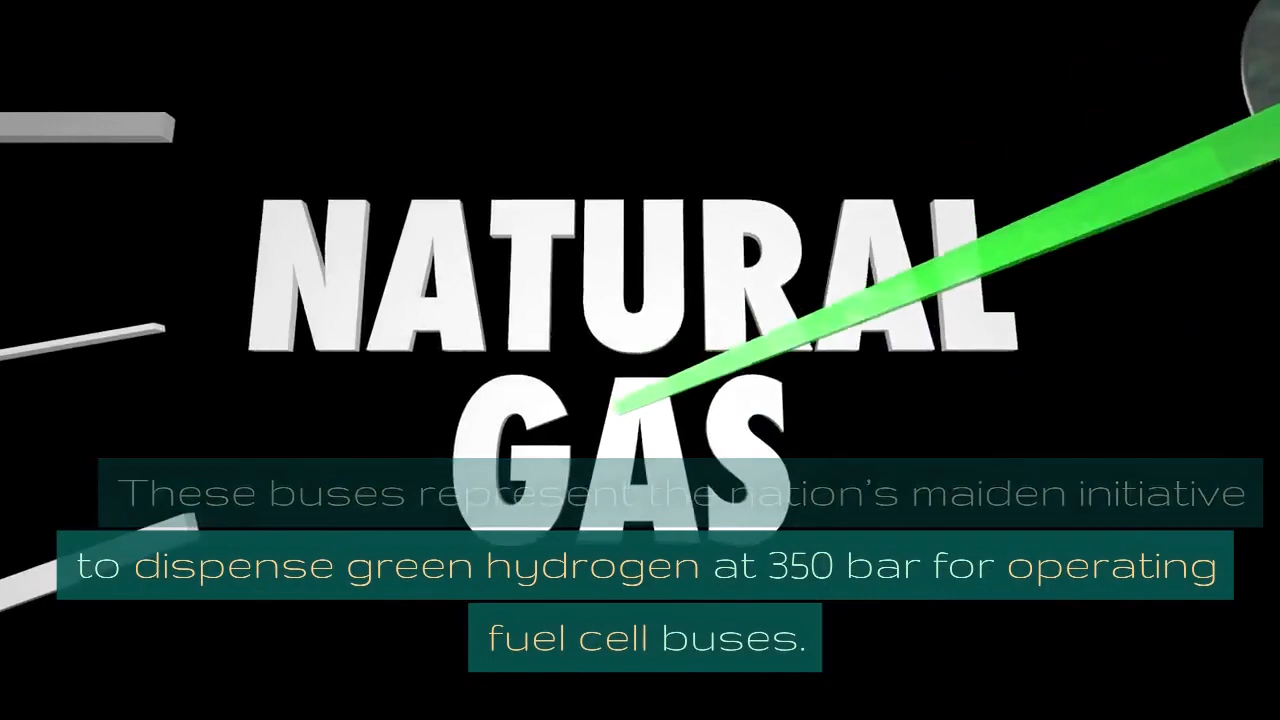 NATURAL
GAS
These buses represent the nation's maiden initiative
to dispense green hydrogen at 350 bar for operating
fuel cell buses.